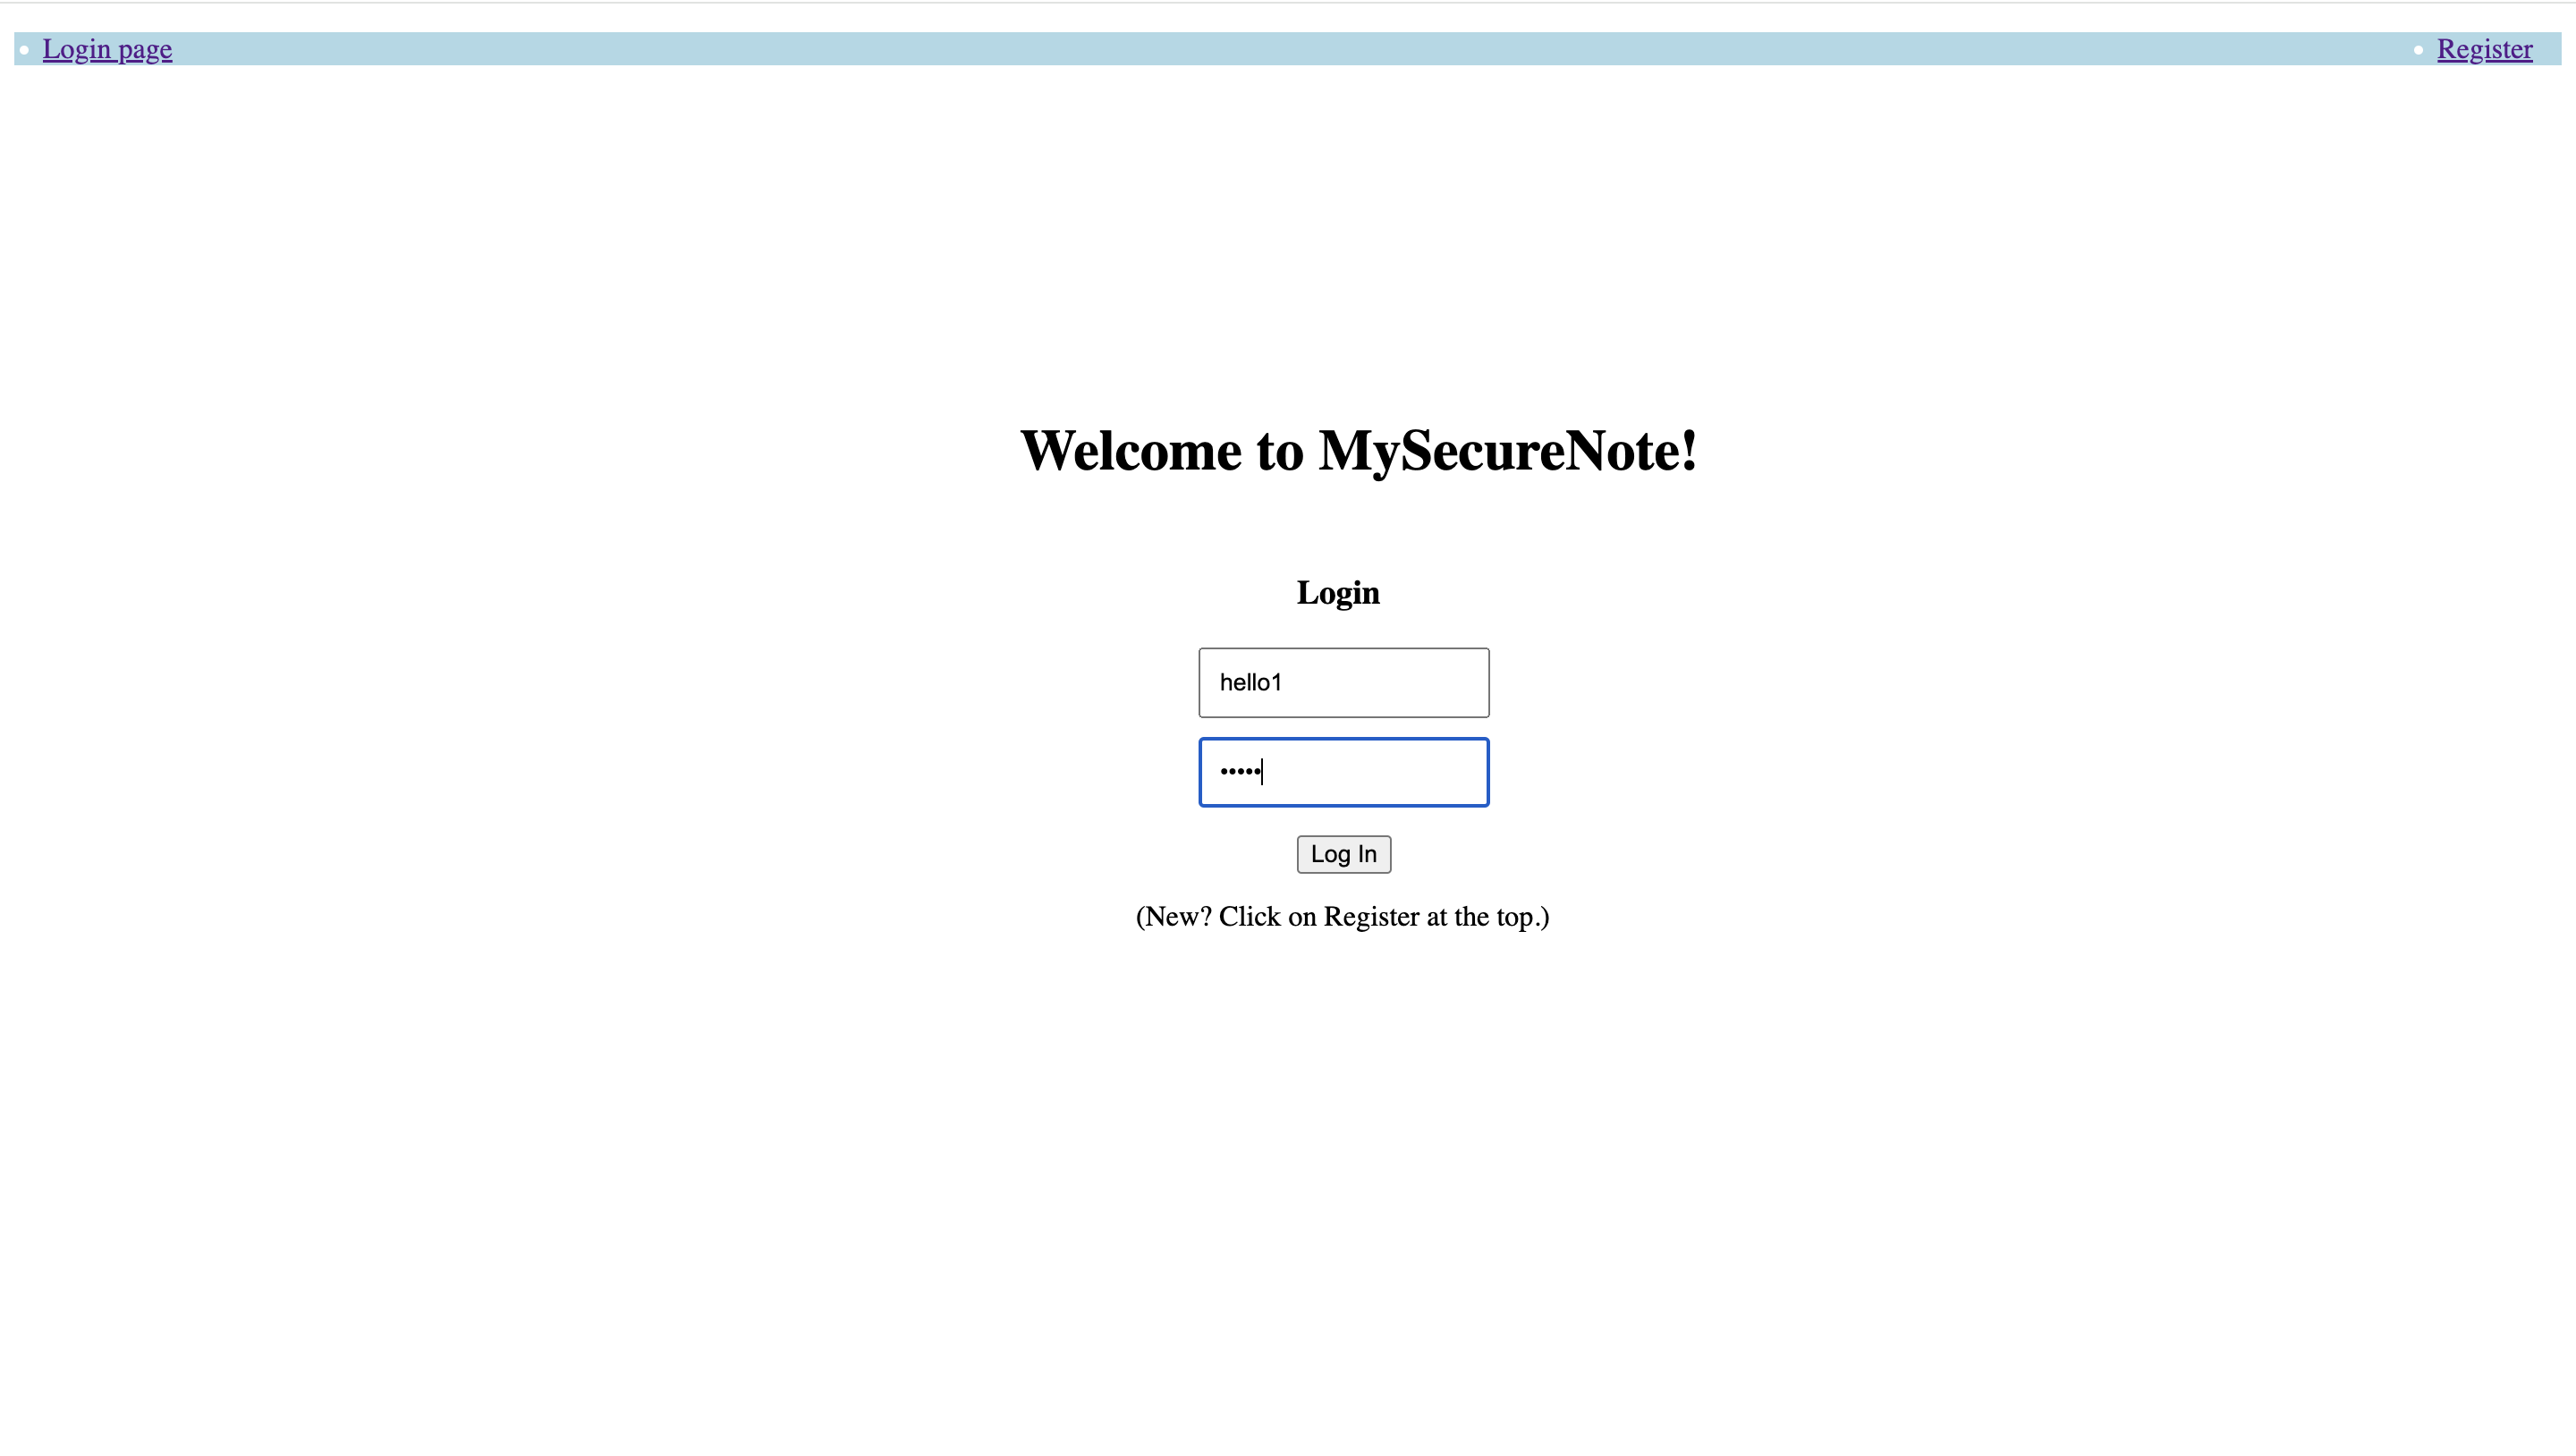 Login page
Register
Welcome to MySecureNote!
Login
hello1
•••••
Log In
(New? Click on Register at the top.)